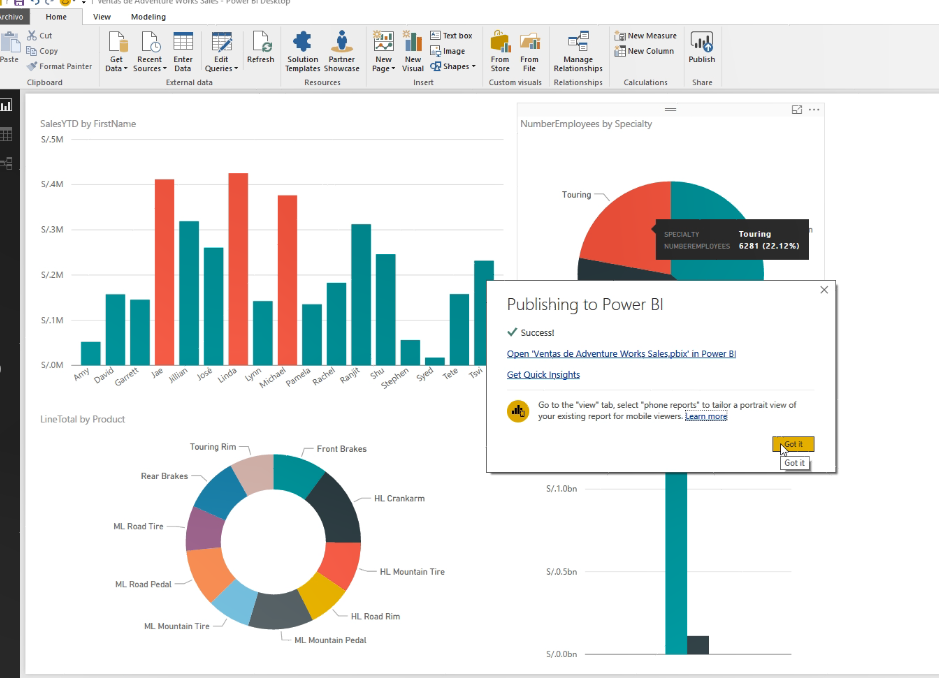 Ventas de Adventure Works Sales - Power BI Desktop
Archivo Home View Modeling
Paste
Cut
Copy
Format Painter
Clipboard
Get Data
Recent Sources
Enter Data
Edit Queries
Refresh
External data
Solution Templates
Partner Showcase
Resources
New Page
New Visual
Text box
Image
Shapes
Insert
From Store
From File
Custom visuals
Manage Relationships
Relationships
New Measure
New Column
Calculations
Publish
Share
SalesYTD by FirstName
S/.5M
S/.4M
S/.3M
S/.2M
S/.1M
S/.0M
Amy David Garrett Jae Jillian José Linda Lynn Michael Pamela Rachel Ranjit Shu Stephen Syed Tete Tsvi
NumberEmployees by Specialty
Touring
SPECIALTY Touring
NUMBEREMPLOYEES 6281 (22.12%)
Publishing to Power BI
Success!
Open 'Ventas de Adventure Works Sales.pbix' in Power BI
Get Quick Insights
Go to the "view" tab, select "phone reports" to tailor a portrait view of
your existing report for mobile viewers. Learn more
Got it
Got it
LineTotal by Product
Touring Rim
Front Brakes
Rear Brakes
HL Crankarm
ML Road Tire
HL Mountain Tire
ML Road Pedal
HL Road Rim
ML Mountain Tire
ML Mountain Pedal
S/.1.0bn
S/.0.5bn
S/.0.0bn